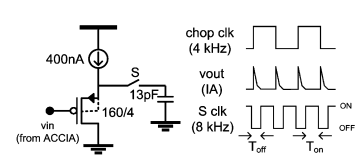 400nA
S
13pF
160/4
vin
(from ACCIA)
chop clk
(4 kHz)
vout
(IA)
S clk
(8 kHz)
ON
OFF
Toff
Ton